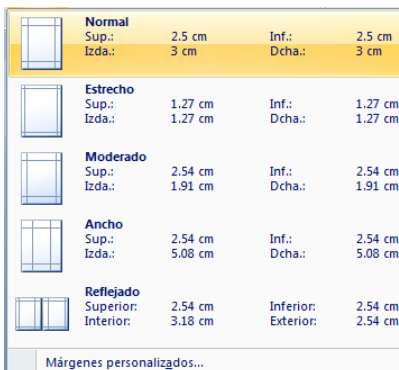 Normal
Sup.: 2.5 cm Inf.: 2.5 cm
Izda.: 3 cm Dcha.: 3 cm
Estrecho
Sup.: 1.27 cm Inf.: 1.27 cm
Izda.: 1.27 cm Dcha.: 1.27 cm
Moderado
Sup.: 2.54 cm Inf.: 2.54 cm
Izda.: 1.91 cm Dcha.: 1.91 cm
Ancho
Sup.: 2.54 cm Inf.: 2.54 cm
Izda.: 5.08 cm Dcha.: 5.08 cm
Reflejado
Superior: 2.54 cm Inferior: 2.54 cm
Interior: 3.18 cm Exterior: 2.54 cm
Márgenes personalizados...